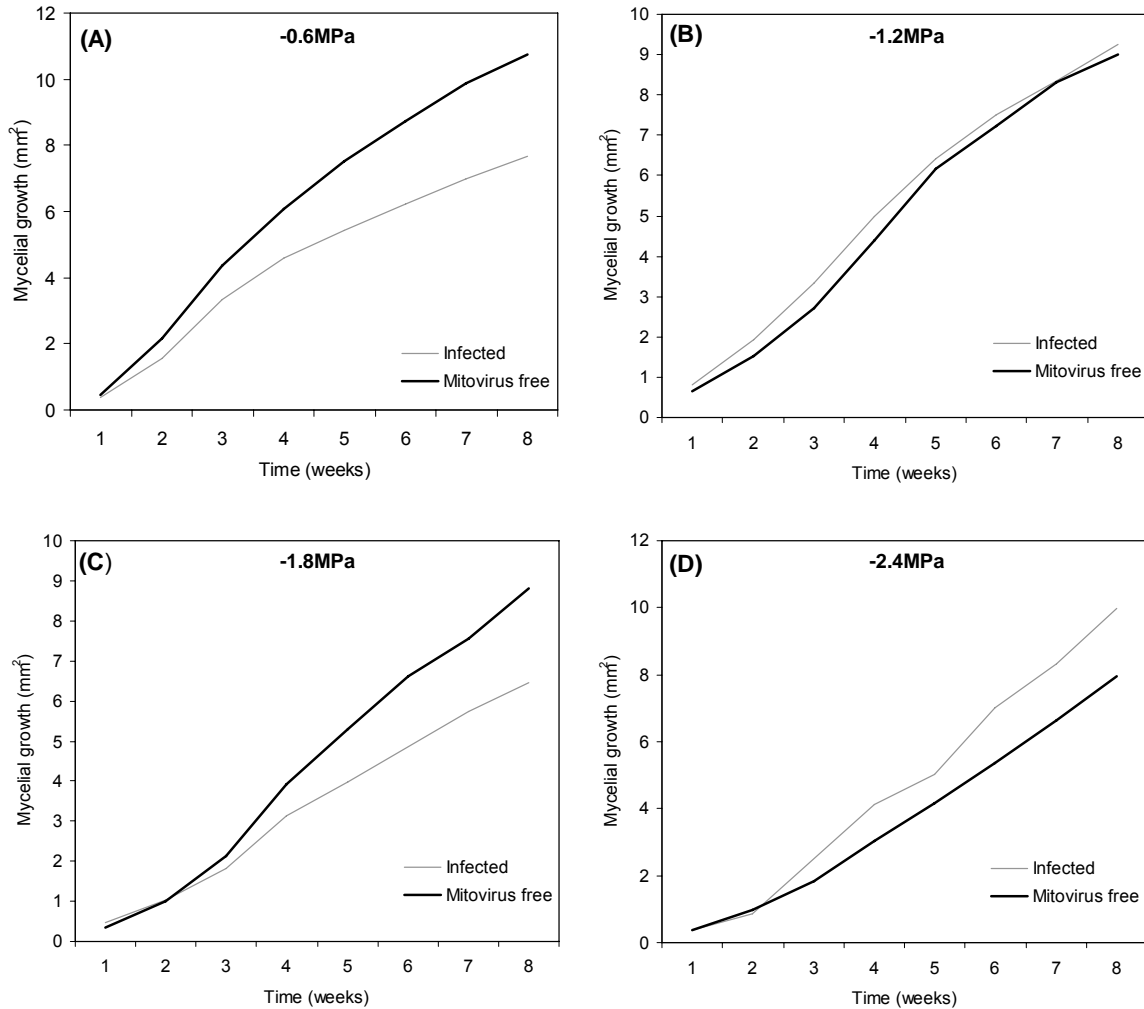 (A)
-0.6MPa
12
10
8
6
4
2
0
Mycelial growth (mm²)
Infected
Mitovirus free
1 2 3 4 5 6 7 8
Time (weeks)
(B)
-1.2MPa
10
9
8
7
6
5
4
3
2
1
0
Mycelial growth (mm²)
Infected
Mitovirus free
1 2 3 4 5 6 7 8
Time (weeks)
(C)
-1.8MPa
10
9
8
7
6
5
4
3
2
1
0
Mycelial growth (mm²)
Infected
Mitovirus free
1 2 3 4 5 6 7 8
Time (weeks)
(D)
-2.4MPa
12
10
8
6
4
2
0
Mycelial growth (mm²)
Infected
Mitovirus free
1 2 3 4 5 6 7 8
Time (weeks)